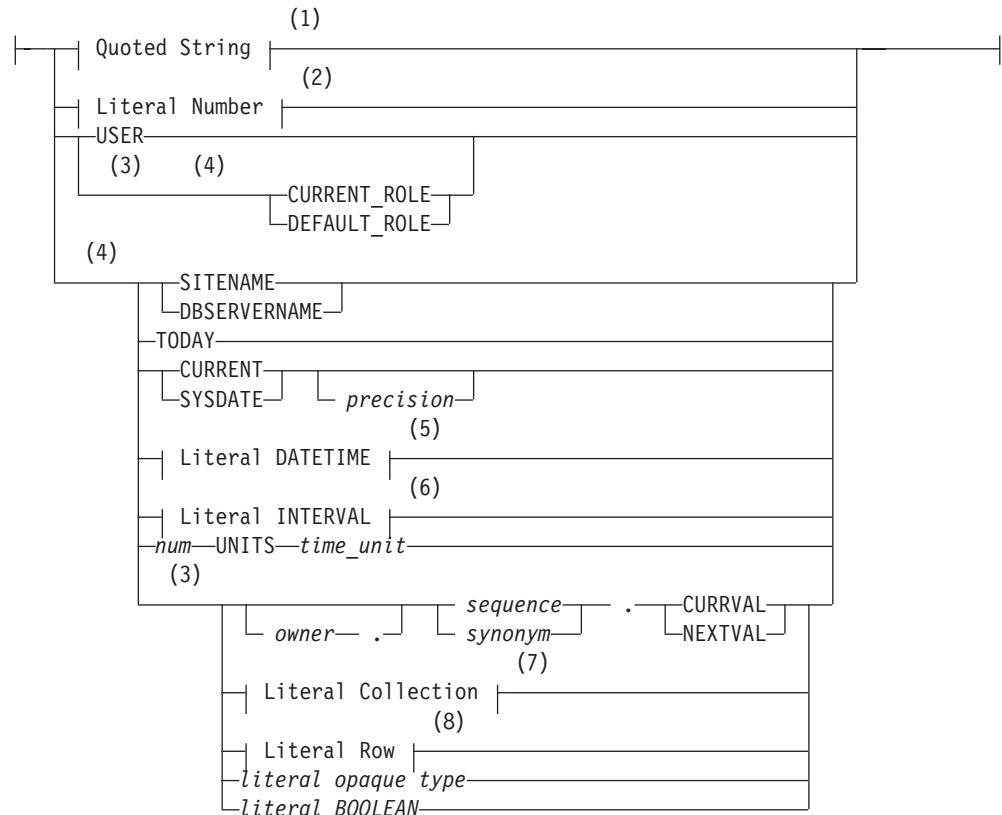 (1)
Quoted String
(2)
Literal Number
USER
(3) (4)
CURRENT_ROLE
DEFAULT_ROLE
(4)
SITENAME
DBSERVERNAME
TODAY
CURRENT
SYSDATE precision
(5)
Literal DATETIME
(6)
Literal INTERVAL
num UNITS time_unit
(3)
sequence . CURRVAL
owner . synonym NEXTVAL
(7)
Literal Collection
(8)
Literal Row
literal opaque type
literal BOOLEAN